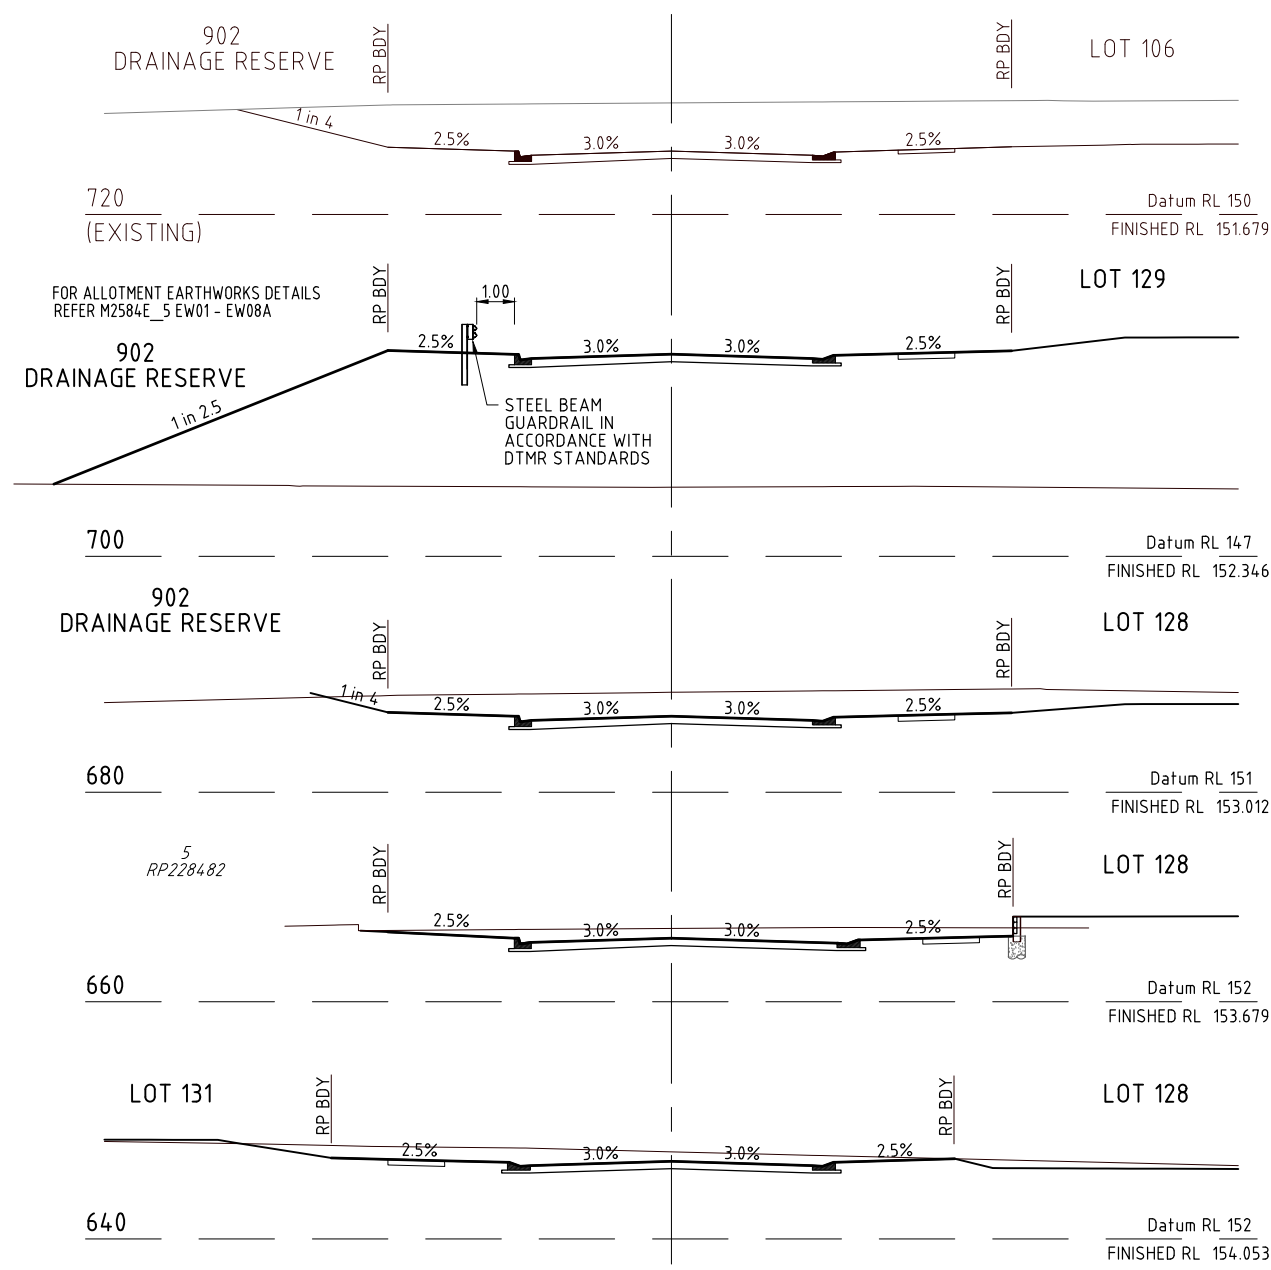 902
DRAINAGE RESERVE
RP BDY
RP BDY
LOT 106
1 in 4
2.5%
3.0%
3.0%
2.5%
720
(EXISTING)
Datum RL 150
FINISHED RL 151.679
FOR ALLOTMENT EARTHWORKS DETAILS
REFER M2584E_5 EW01 - EW08A
902
DRAINAGE RESERVE
RP BDY
1.00
RP BDY
LOT 129
1 in 2.5
2.5%
3.0%
3.0%
2.5%
STEEL BEAM
GUARDRAIL IN
ACCORDANCE WITH
DTMR STANDARDS
700
Datum RL 147
FINISHED RL 152.346
902
DRAINAGE RESERVE
RP BDY
RP BDY
LOT 128
1 in 4
2.5%
3.0%
3.0%
2.5%
680
Datum RL 151
FINISHED RL 153.012
5
RP228482
RP BDY
RP BDY
LOT 128
2.5%
3.0%
3.0%
2.5%
660
Datum RL 152
FINISHED RL 153.679
LOT 131
RP BDY
RP BDY
LOT 128
2.5%
3.0%
3.0%
2.5%
640
Datum RL 152
FINISHED RL 154.053